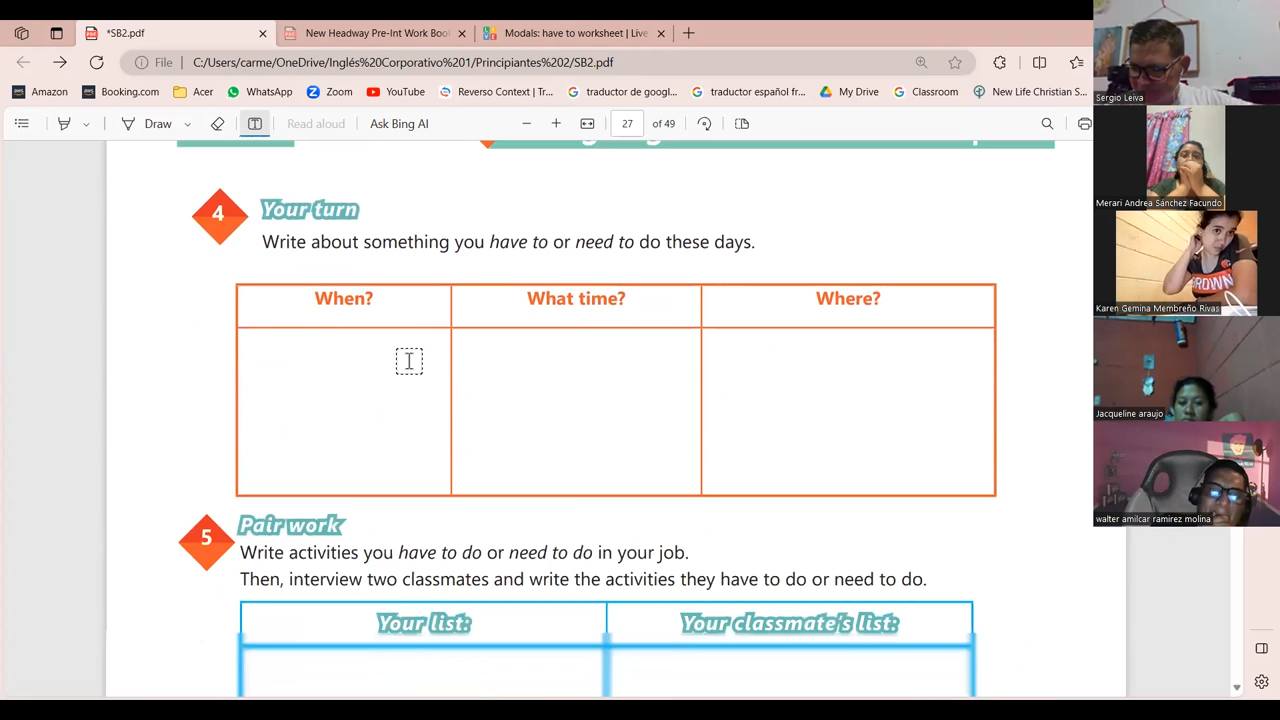 *SB2.pdf
New Headway Pre-Int Work Boo
Modals: have to worksheet | Live
File
C:/Users/carme/OneDrive/Inglés%20Corporativo%201/Principiantes%202/SB2.pdf
Amazon
Booking.com
Acer
WhatsApp
Zoom
YouTube
Reverso Context | Tr...
traductor de googl...
traductor español fr...
My Drive
Classroom
New Life Christian S...
Draw
Read aloud
Ask Bing AI
27
of 49
4
Your turn
Write about something you have to or need to do these days.
When?
What time?
Where?
5
Pair work
Write activities you have to do or need to do in your job.
Then, interview two classmates and write the activities they have to do or need to do.
Your list:
Your classmate's list:
Sergio Leiva
Merari Andrea Sánchez Facundo
BROWN
Karen Gemina Membreño Rivas
Jacqueline araujo
walter amilcar ramirez molina